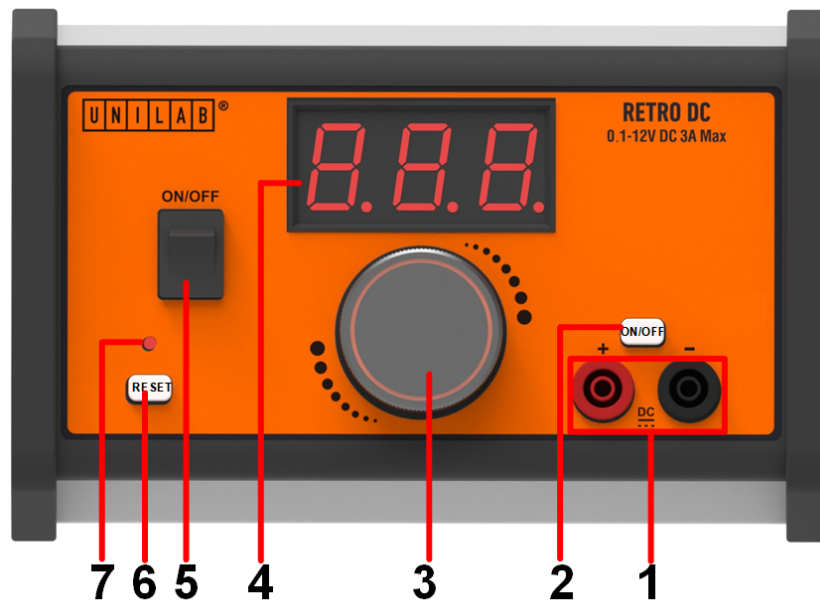 UNILAB®
RETRO DC
0.1-12V DC 3A Max
8.8.8.
ON/OFF
ON/OFF
+ -
RESET
DC
7 6 5 4 3 2 1